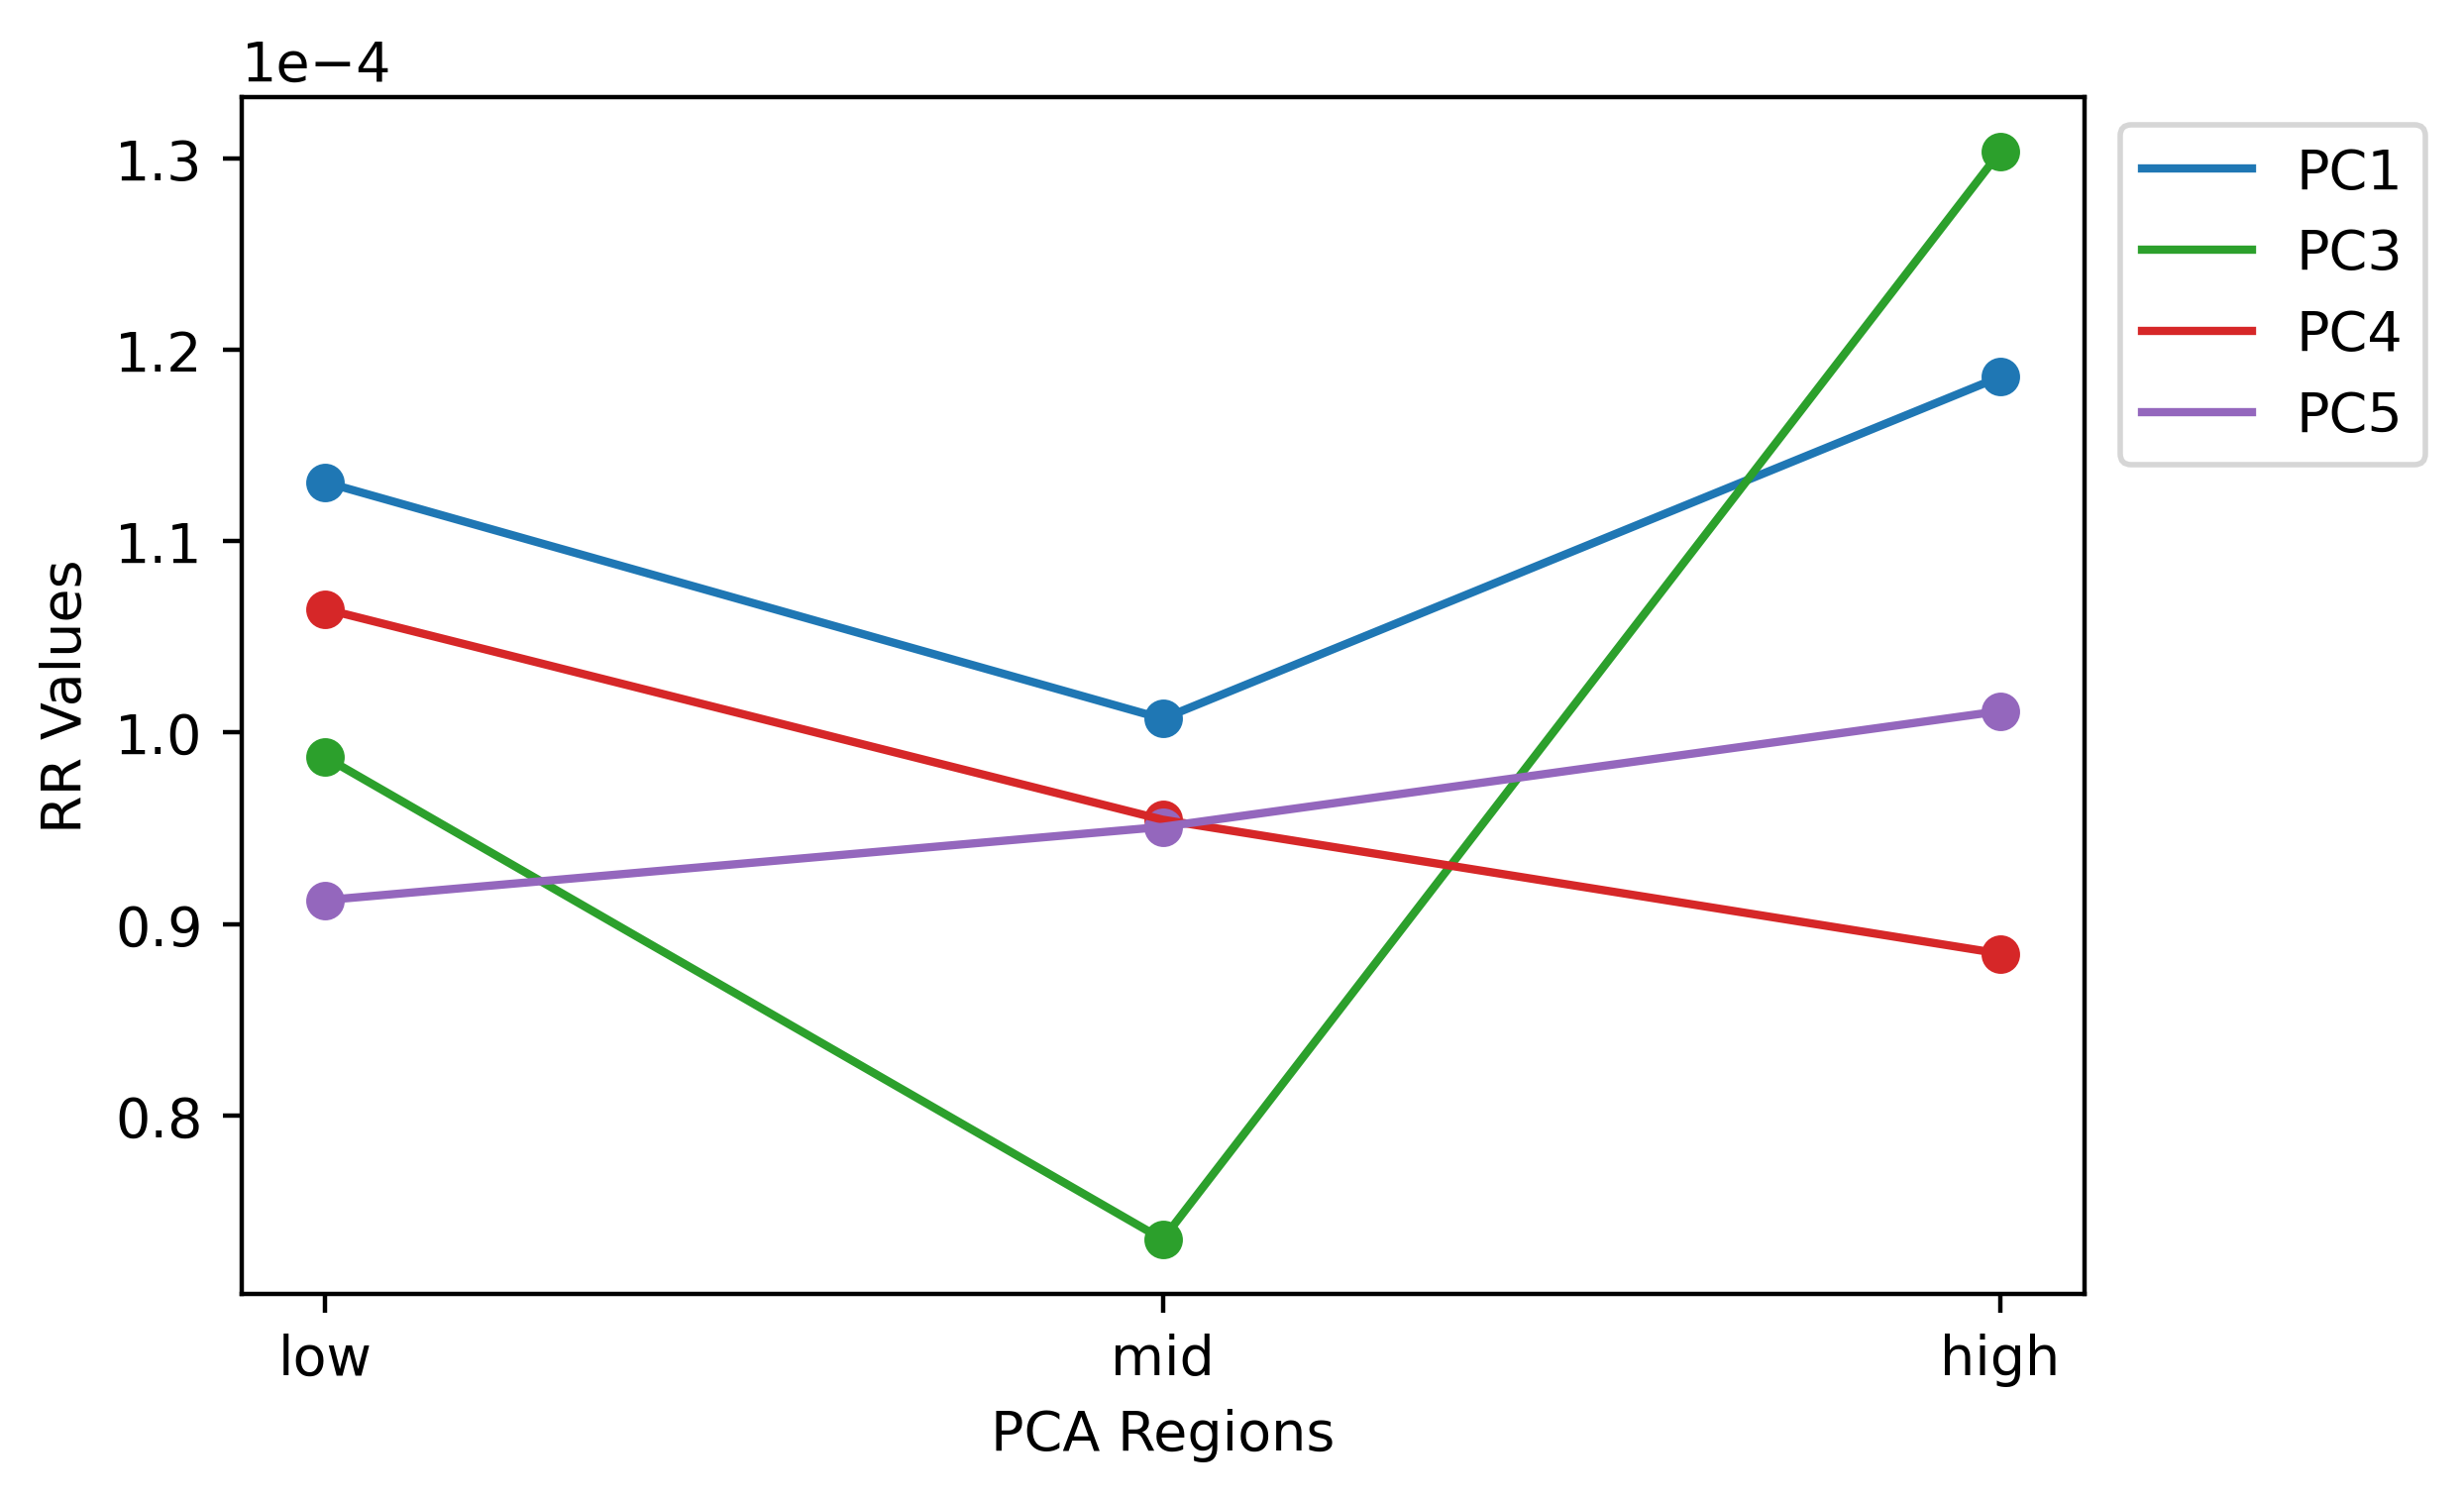 1e−4
1.3
1.2
1.1
1.0
0.9
0.8
RR Values
low mid high
PCA Regions
PC1
PC3
PC4
PC5